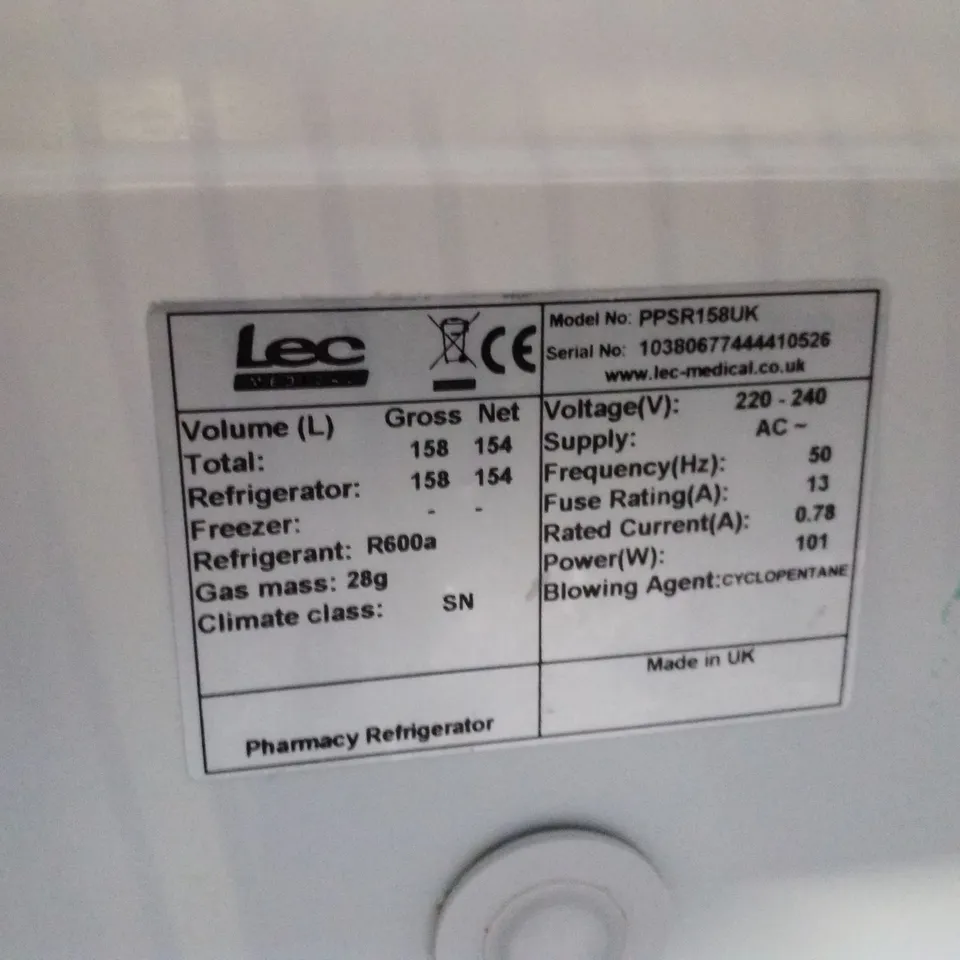 Lec
MEDICAL
CE
Model No: PPSR158UK
Serial No: 10380677444410526
www.lec-medical.co.uk
Volume (L) Gross Net
Total: 158 154
Refrigerator: 158 154
Freezer: - -
Refrigerant: R600a
Gas mass: 28g
Climate class: SN
Voltage(V): 220 - 240
Supply: AC ~
Frequency(Hz): 50
Fuse Rating(A): 13
Rated Current(A): 0.78
Power(W): 101
Blowing Agent:CYCLOPENTANE
Made in UK
Pharmacy Refrigerator